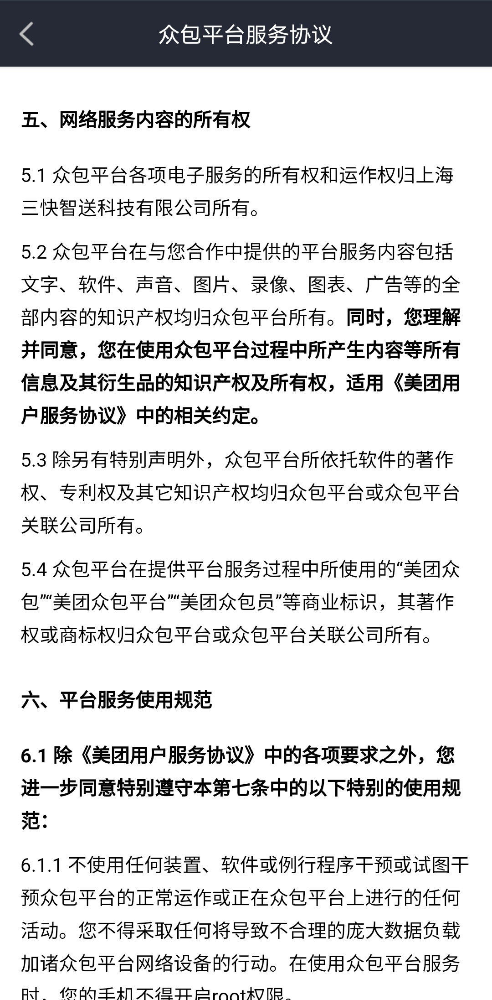 众包平台服务协议
五、网络服务内容的所有权
5.1 众包平台各项电子服务的所有权和运作权归上海
三快智送科技有限公司所有。
5.2 众包平台在与您合作中提供的平台服务内容包括
文字、软件、声音、图片、录像、图表、广告等的全
部内容的知识产权均归众包平台所有。同时，您理解
并同意，您在使用众包平台过程中所产生内容等所有
信息及其衍生品的知识产权及所有权，适用《美团用
户服务协议》中的相关约定。
5.3 除另有特别声明外，众包平台所依托软件的著作
权、专利权及其它知识产权均归众包平台或众包平台
关联公司所有。
5.4 众包平台在提供平台服务过程中所使用的“美团众
包”“美团众包平台”“美团众包员”等商业标识，其著作
权或商标权归众包平台或众包平台关联公司所有。
六、平台服务使用规范
6.1 除《美团用户服务协议》中的各项要求之外，您
进一步同意特别遵守本第七条中的以下特别的使用规
范：
6.1.1 不使用任何装置、软件或例行程序干预或试图干
预众包平台的正常运作或正在众包平台上进行的任何
活动。您不得采取任何将导致不合理的庞大数据负载
加诸众包平台网络设备的行动。在使用众包平台服务
时，您的手机不得开启root权限。